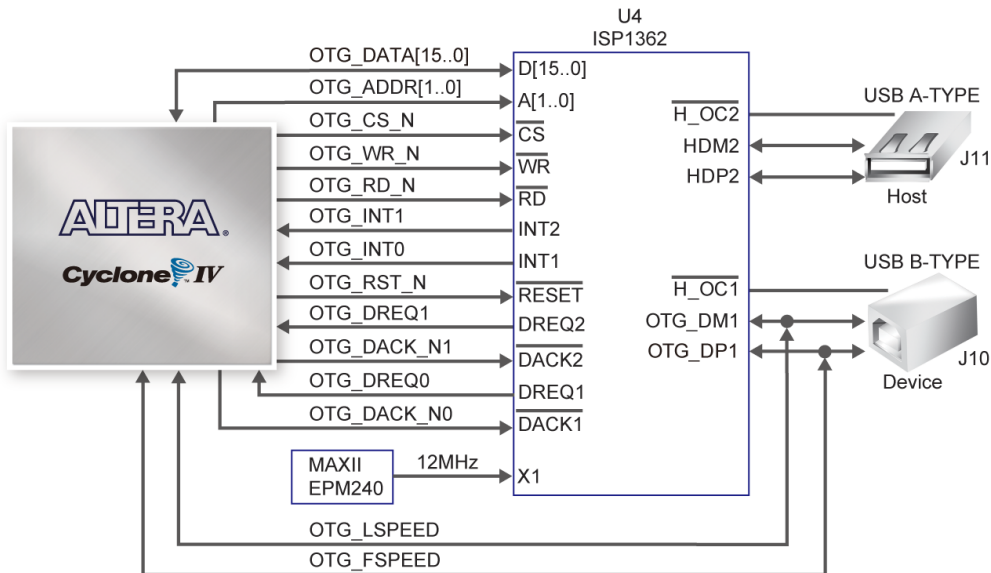 U4
ISP1362
OTG_DATA[15..0]
D[15..0]
OTG_ADDR[1..0]
A[1..0]
OTG_CS_N
CS
OTG_WR_N
WR
OTG_RD_N
RD
OTG_INT1
INT2
OTG_INT0
INT1
OTG_RST_N
RESET
OTG_DREQ1
DREQ2
OTG_DACK_N1
DACK2
OTG_DREQ0
DREQ1
OTG_DACK_N0
DACK1
MAXII
EPM240
12MHz
X1
OTG_LSPEED
OTG_FSPEED
ALTERA®
Cyclone™ IV
H_OC2
HDM2
HDP2
USB A-TYPE
J11
Host
H_OC1
OTG_DM1
OTG_DP1
USB B-TYPE
J10
Device